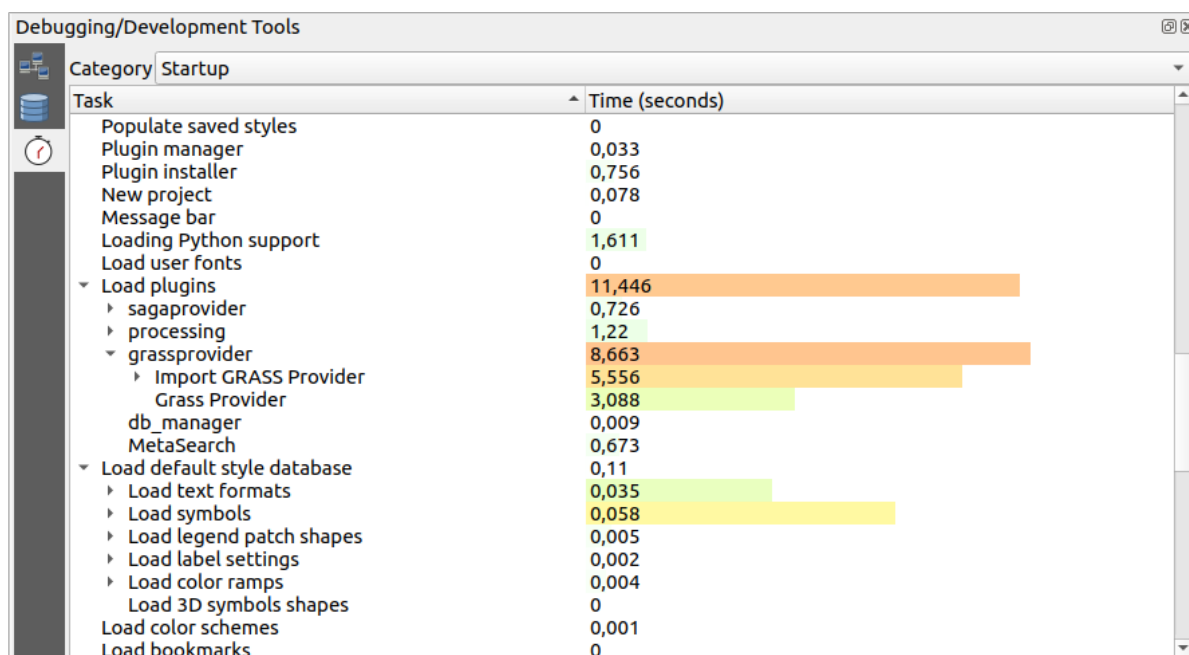 Debugging/Development Tools
Category Startup
Task Time (seconds)
Populate saved styles 0
Plugin manager 0,033
Plugin installer 0,756
New project 0,078
Message bar 0
Loading Python support 1,611
Load user fonts 0
Load plugins 11,446
sagaprovider 0,726
processing 1,22
grassprovider 8,663
Import GRASS Provider 5,556
Grass Provider 3,088
db_manager 0,009
MetaSearch 0,673
Load default style database 0,11
Load text formats 0,035
Load symbols 0,058
Load legend patch shapes 0,005
Load label settings 0,002
Load color ramps 0,004
Load 3D symbols shapes 0
Load color schemes 0,001
Load bookmarks 0